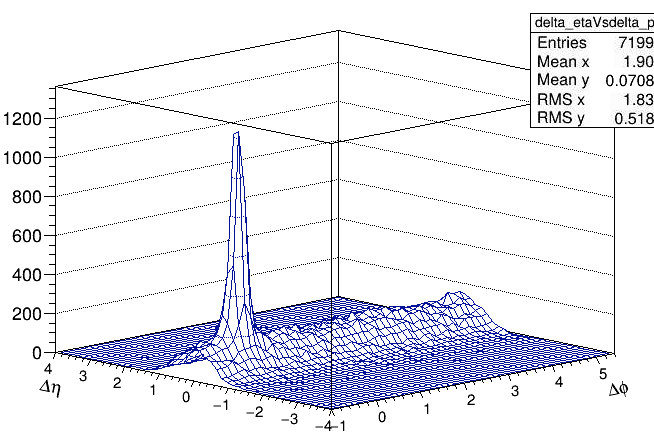 delta_etaVsdelta_p
Entries 7199
Mean x 1.90
Mean y 0.0708
RMS x 1.83
RMS y 0.518
1200
1000
800
600
400
200
0
4 3 2 1 0 −1 −2 −3 −4
Δη
−1 0 1 2 3 4 5
Δϕ